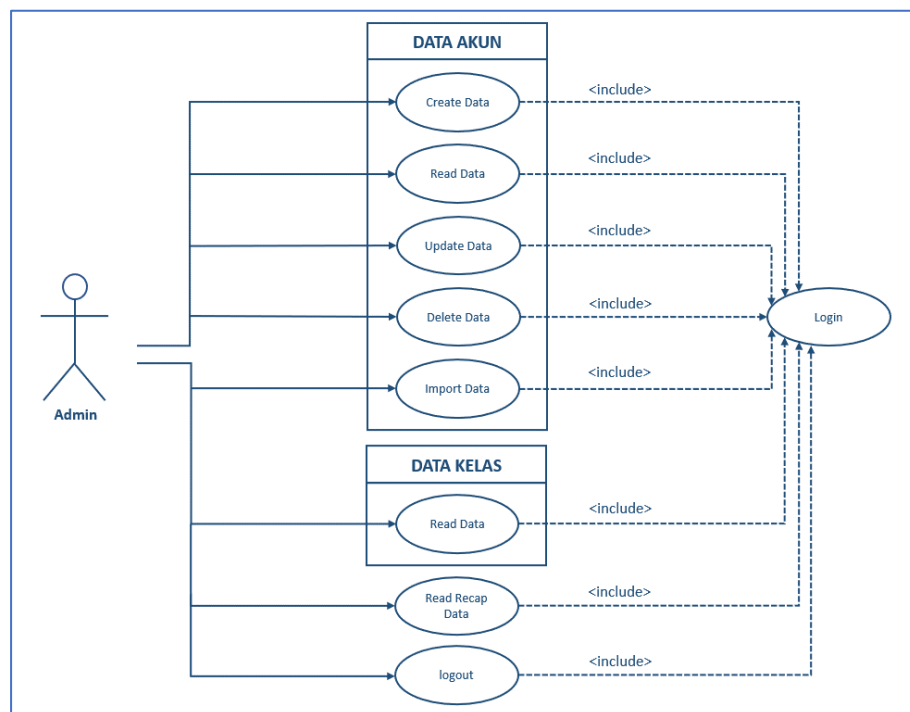 DATA AKUN
Create Data
<include>
Read Data
<include>
Update Data
<include>
Delete Data
<include>
Login
Import Data
<include>
Admin
DATA KELAS
Read Data
<include>
Read Recap
Data
<include>
logout
<include>